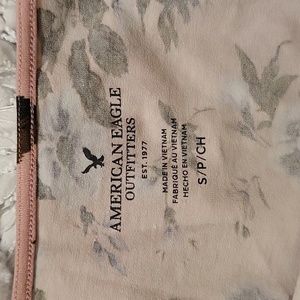 AMERICAN EAGLE
OUTFITTERS
EST. 1977
MADE IN VIETNAM
FABRIQUÉ AU VIETNAM
HECHO EN VIETNAM
S/P/CH